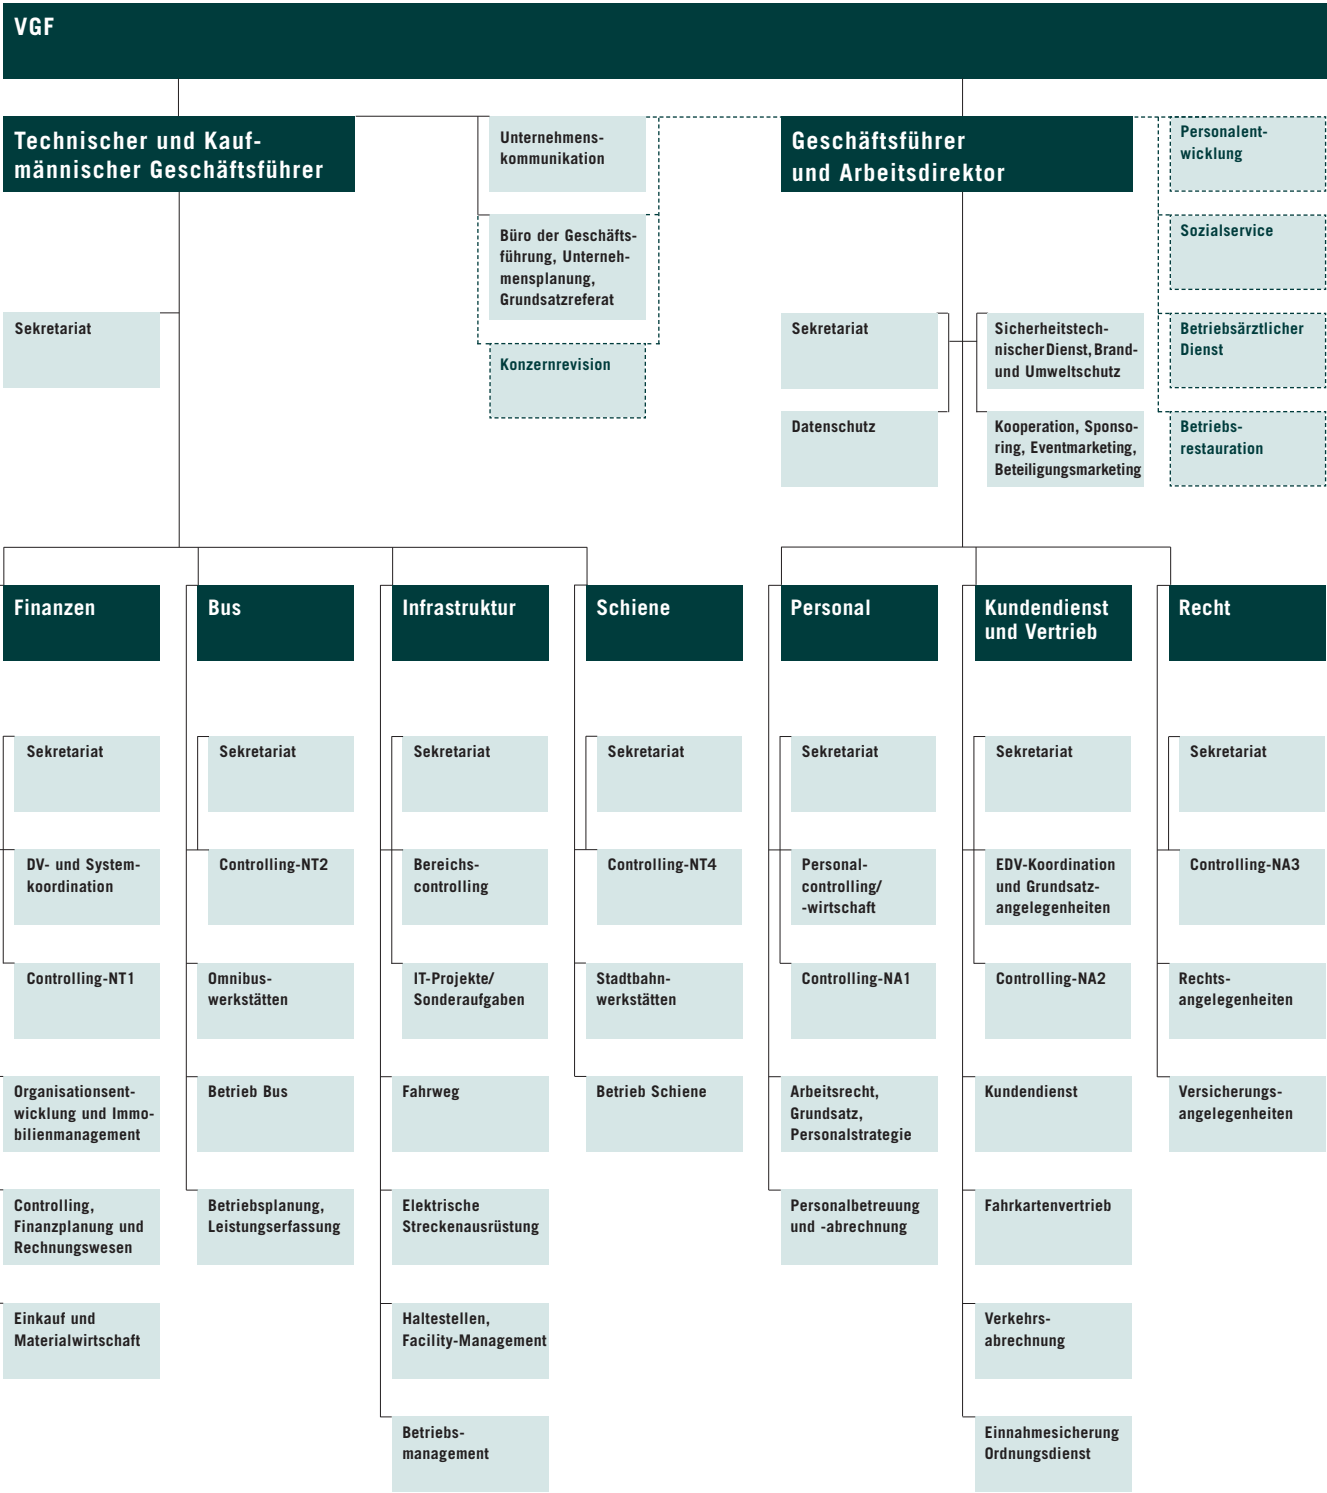 VGF
Technischer und Kauf-
männischer Geschäftsführer
Unternehmens-
kommunikation
Geschäftsführer
und Arbeitsdirektor
Personalent-
wicklung
Büro der Geschäfts-
führung, Unterneh-
mensplanung,
Grundsatzreferat
Sozialservice
Sekretariat
Konzernrevision
Sekretariat
Sicherheitstech-
nischer Dienst, Brand-
und Umweltschutz
Betriebsärztlicher
Dienst
Datenschutz
Kooperation, Sponso-
ring, Eventmarketing,
Beteiligungsmarketing
Betriebs-
restauration
Finanzen
Bus
Infrastruktur
Schiene
Personal
Kundendienst
und Vertrieb
Recht
Sekretariat
Sekretariat
Sekretariat
Sekretariat
Sekretariat
Sekretariat
Sekretariat
DV- und System-
koordination
Controlling-NT2
Bereichs-
controlling
Controlling-NT4
Personal-
controlling/
-wirtschaft
EDV-Koordination
und Grundsatz-
angelegenheiten
Controlling-NA3
Controlling-NT1
Omnibus-
werkstätten
IT-Projekte/
Sonderaufgaben
Stadtbahn-
werkstätten
Controlling-NA1
Controlling-NA2
Rechts-
angelegenheiten
Organisationsent-
wicklung und Immo-
bilienmanagement
Betrieb Bus
Fahrweg
Betrieb Schiene
Arbeitsrecht,
Grundsatz,
Personalstrategie
Kundendienst
Versicherungs-
angelegenheiten
Controlling,
Finanzplanung und
Rechnungswesen
Betriebsplanung,
Leistungserfassung
Elektrische
Streckenausrüstung
Personalbetreuung
und -abrechnung
Fahrkartenvertrieb
Einkauf und
Materialwirtschaft
Haltestellen,
Facility-Management
Verkehrs-
abrechnung
Betriebs-
management
Einnahmesicherung
Ordnungsdienst